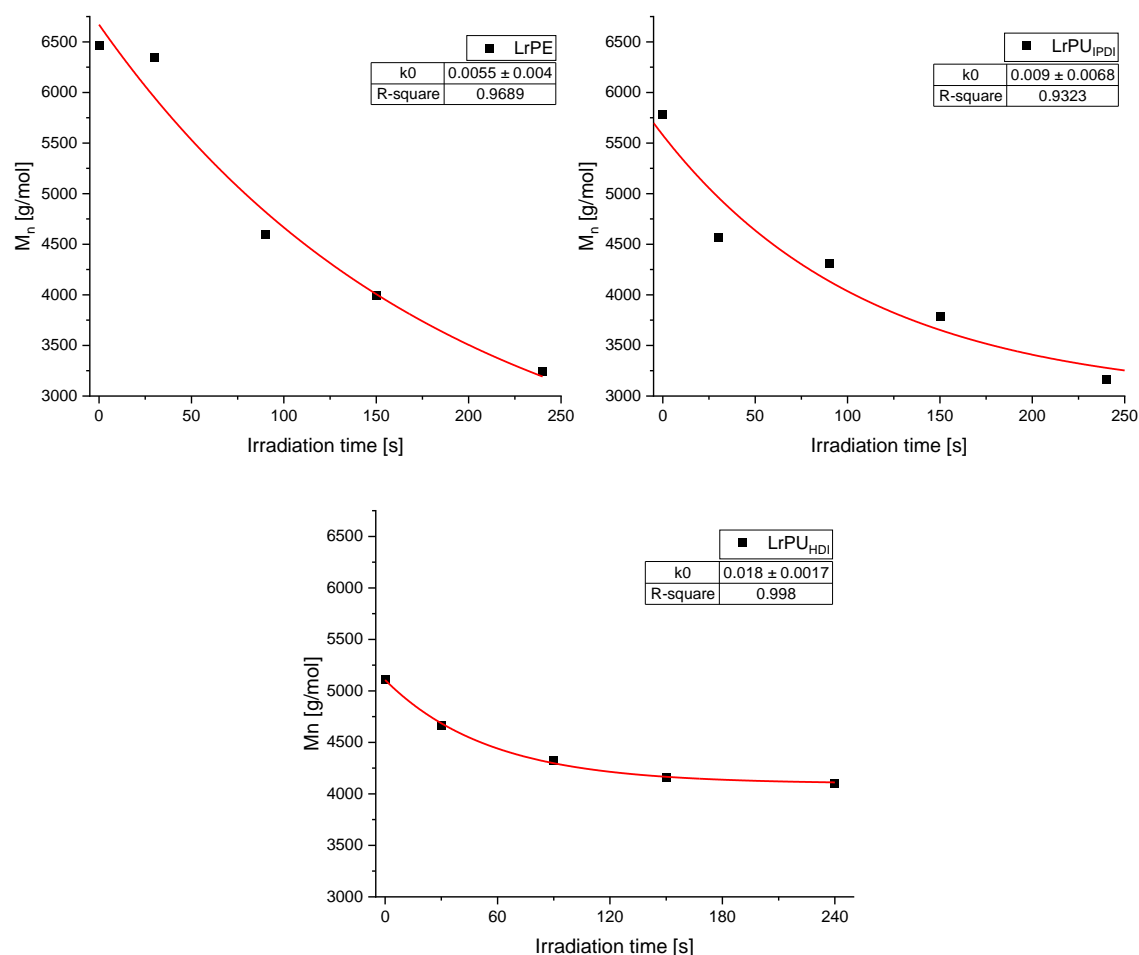 LrPE
k0 0.0055 ± 0.004
R-square 0.9689
6500
6000
5500
5000
4500
4000
3500
3000
Mₙ [g/mol]
0 50 100 150 200 250
Irradiation time [s]
LrPU_IPDI
k0 0.009 ± 0.0068
R-square 0.9323
6500
6000
5500
5000
4500
4000
3500
3000
Mₙ [g/mol]
0 50 100 150 200 250
Irradiation time [s]
LrPU_HDI
k0 0.018 ± 0.0017
R-square 0.998
6500
6000
5500
5000
4500
4000
3500
3000
Mn [g/mol]
0 60 120 180 240
Irradiation time [s]